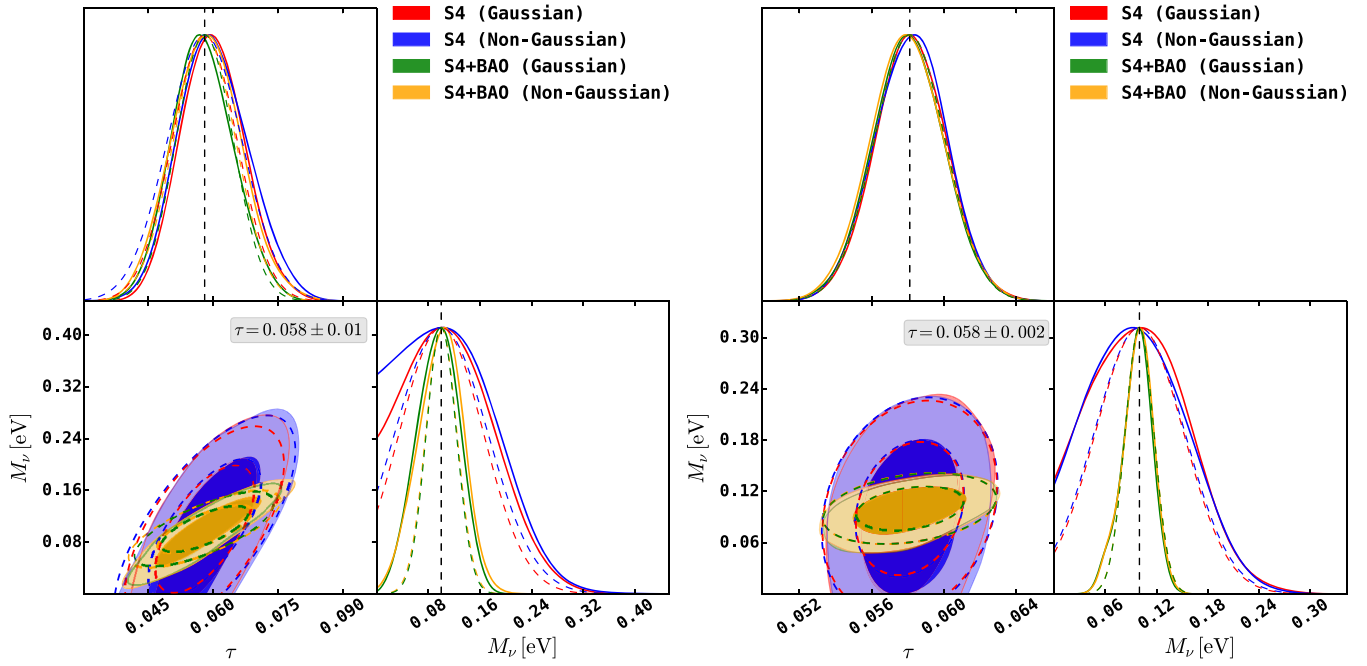 S4 (Gaussian)
S4 (Non-Gaussian)
S4+BAO (Gaussian)
S4+BAO (Non-Gaussian)
τ = 0.058 ± 0.01
0.40
0.32
0.24
0.16
0.08
M_ν [eV]
0.045
0.060
0.075
0.090
τ
0.08
0.16
0.24
0.32
0.40
M_ν [eV]
S4 (Gaussian)
S4 (Non-Gaussian)
S4+BAO (Gaussian)
S4+BAO (Non-Gaussian)
τ = 0.058 ± 0.002
0.30
0.24
0.18
0.12
0.06
M_ν [eV]
0.052
0.056
0.060
0.064
τ
0.06
0.12
0.18
0.24
0.30
M_ν [eV]